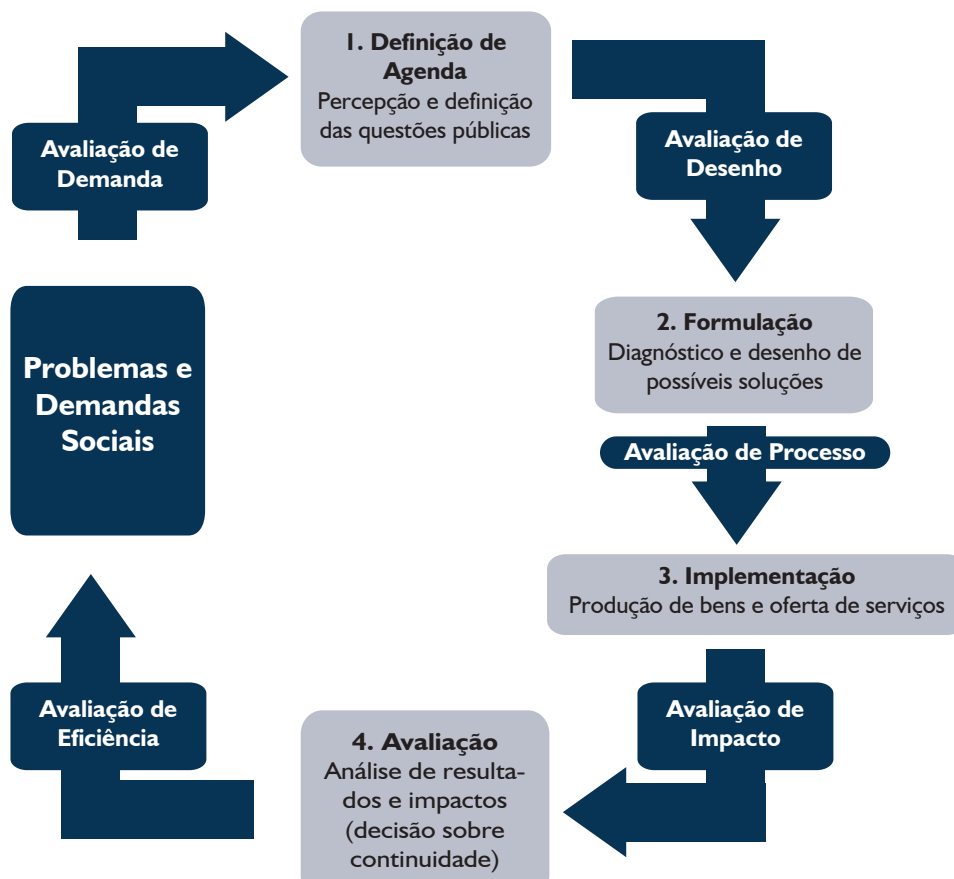 1. Definição de
Agenda
Percepção e definição
das questões públicas
Avaliação de
Demanda
Avaliação de
Desenho
2. Formulação
Diagnóstico e desenho de
possíveis soluções
Problemas e
Demandas
Sociais
Avaliação de Processo
3. Implementação
Produção de bens e oferta de serviços
Avaliação de
Eficiência
Avaliação de
Impacto
4. Avaliação
Análise de resulta-
dos e impactos
(decisão sobre
continuidade)